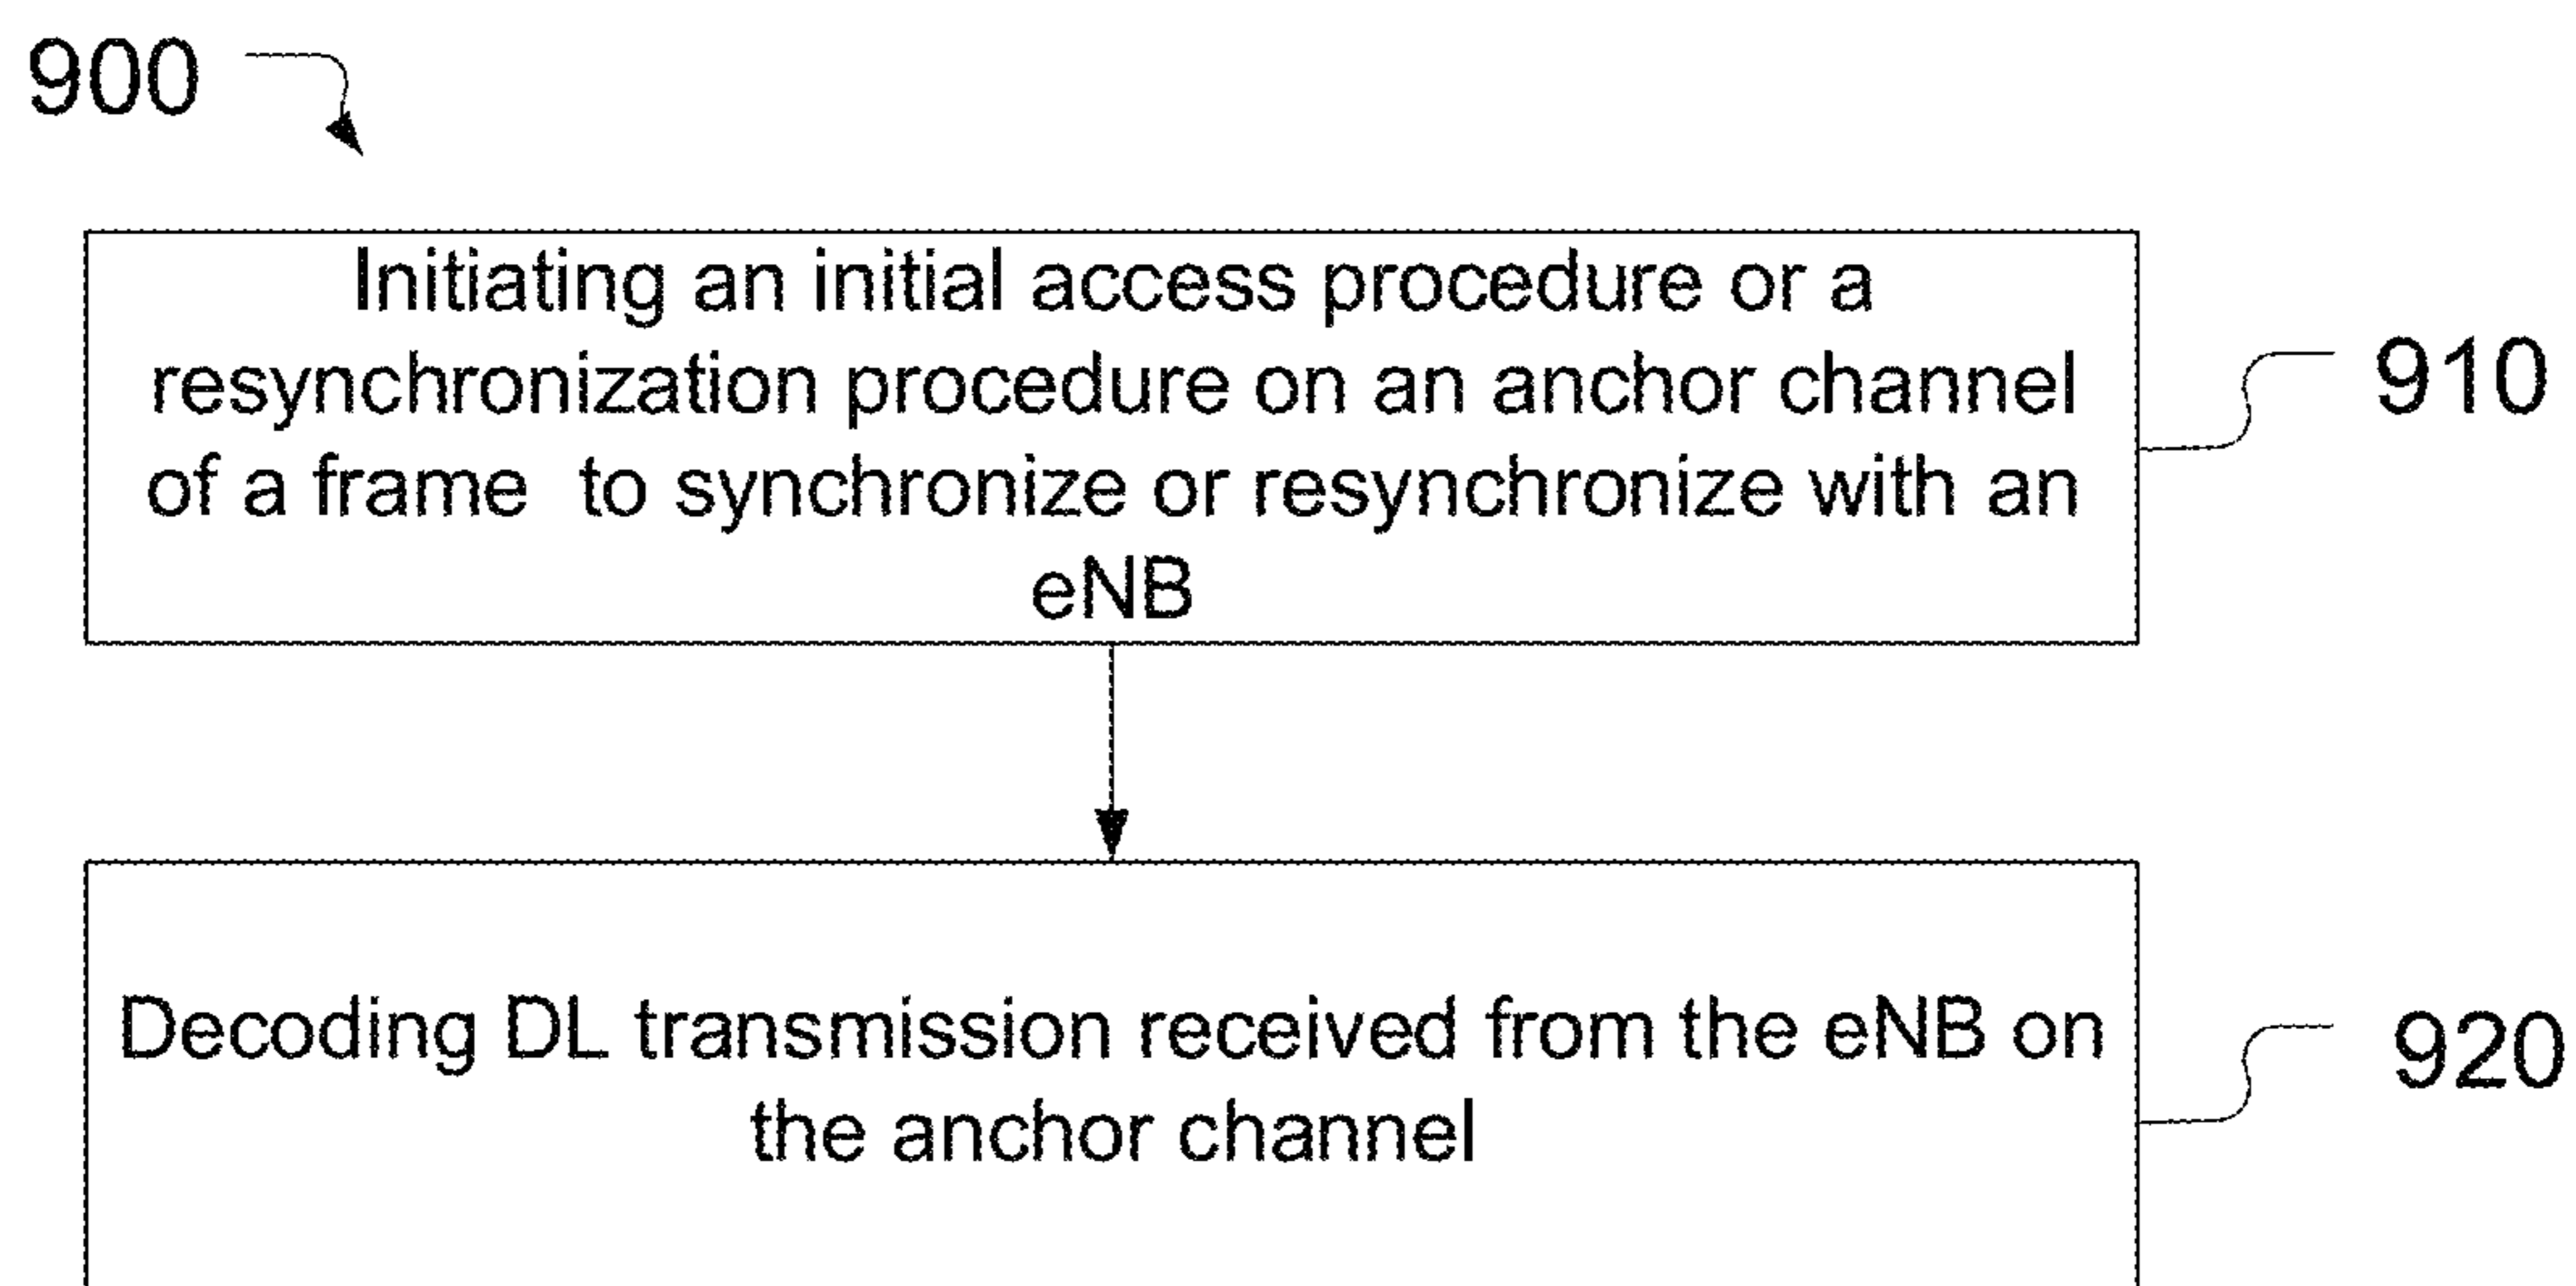 900
Initiating an initial access procedure or a
resynchronization procedure on an anchor channel
of a frame to synchronize or resynchronize with an
eNB
910
Decoding DL transmission received from the eNB on
the anchor channel
920